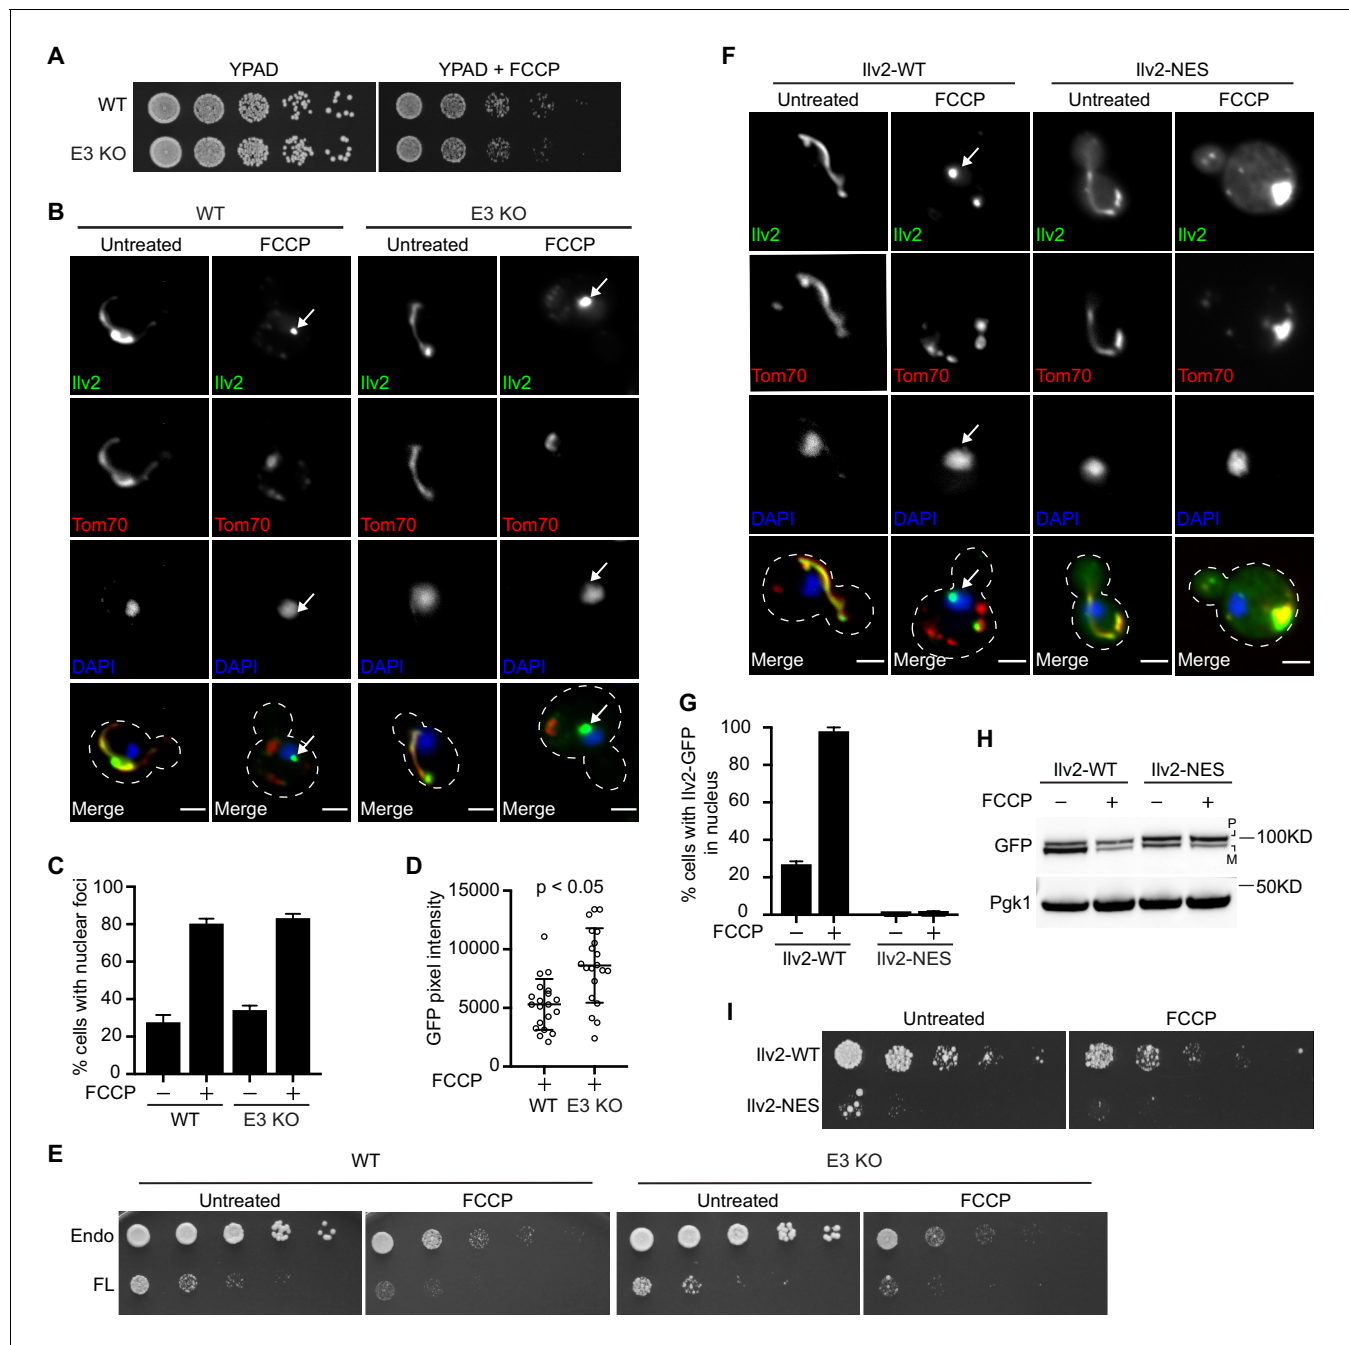 A
YPAD
YPAD + FCCP
WT
E3 KO
B
WT
E3 KO
Untreated
FCCP
Untreated
FCCP
Ilv2
Ilv2
Ilv2
Ilv2
Tom70
Tom70
Tom70
Tom70
DAPI
DAPI
DAPI
DAPI
Merge
Merge
Merge
Merge
C
% cells with nuclear foci
100
80
60
40
20
0
FCCP
–
+
–
+
WT
E3 KO
D
GFP pixel intensity
p < 0.05
15000
10000
5000
0
FCCP
+
+
WT
E3 KO
E
WT
E3 KO
Untreated
FCCP
Untreated
FCCP
Endo
FL
F
Ilv2-WT
Ilv2-NES
Untreated
FCCP
Untreated
FCCP
Ilv2
Ilv2
Ilv2
Ilv2
Tom70
Tom70
Tom70
Tom70
DAPI
DAPI
DAPI
DAPI
Merge
Merge
Merge
Merge
G
% cells with Ilv2-GFP
in nucleus
100
80
60
40
20
0
FCCP
–
+
–
+
Ilv2-WT
Ilv2-NES
H
Ilv2-WT
Ilv2-NES
FCCP
–
+
–
+
GFP
P
M
100KD
50KD
Pgk1
I
Untreated
FCCP
Ilv2-WT
Ilv2-NES